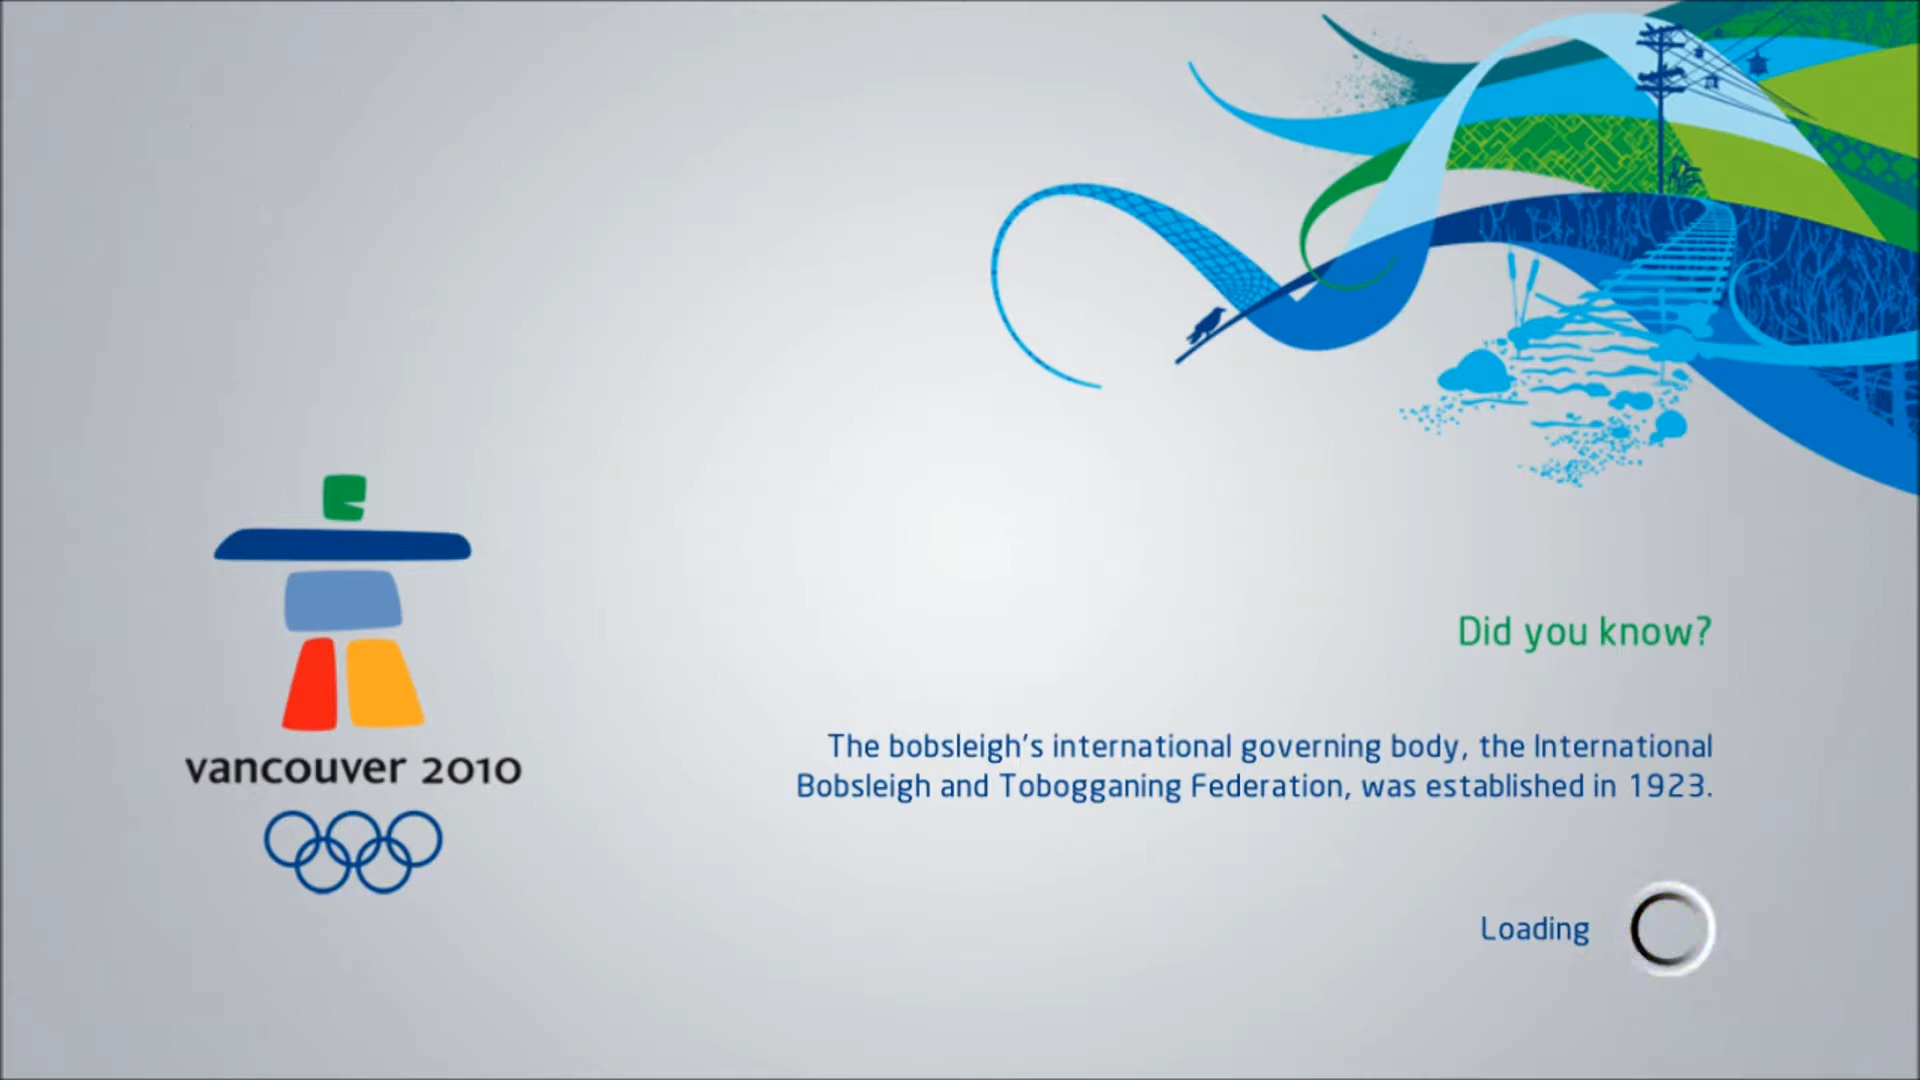 vancouver 2010
Did you know?
The bobsleigh's international governing body, the International
Bobsleigh and Tobogganing Federation, was established in 1923.
Loading